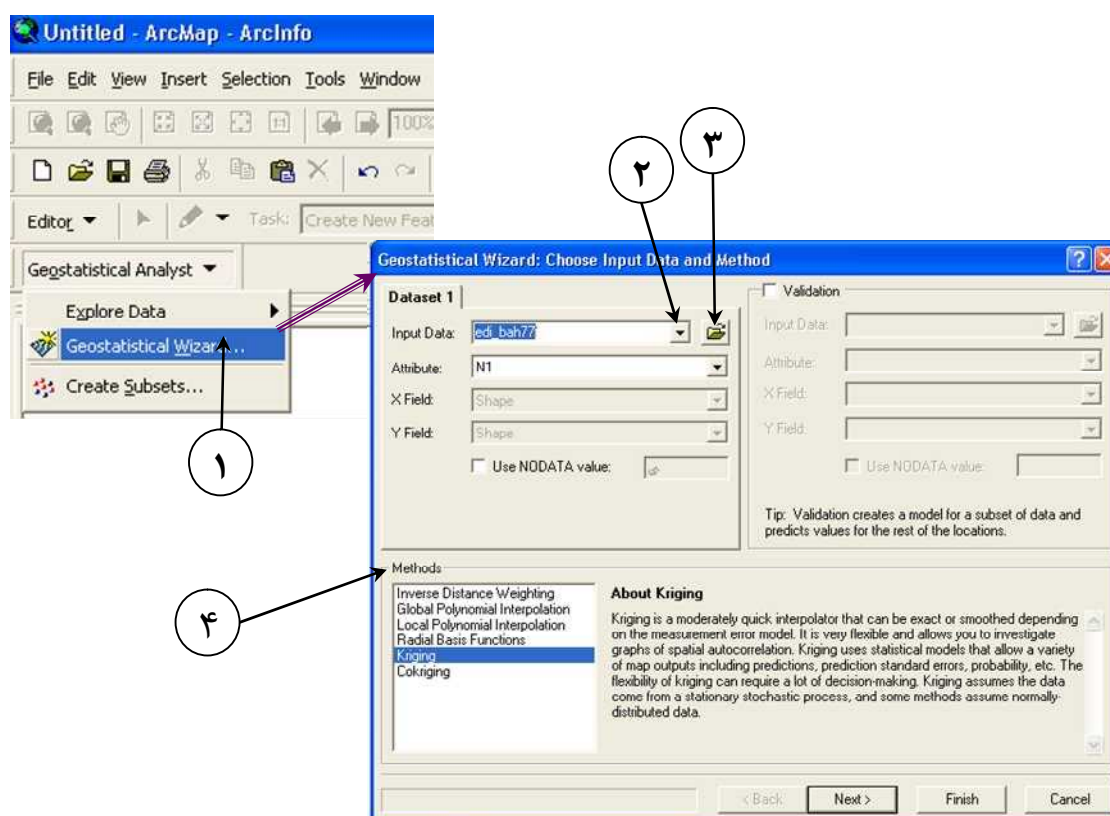 Untitled - ArcMap - ArcInfo
File Edit View Insert Selection Tools Window
100%
Editor Task: Create New Feat
Geostatistical Analyst
Explore Data
Geostatistical Wizar...
Create Subsets...
۱
۲
۳
۴
Geostatistical Wizard: Choose Input Data and Method
Dataset 1
Input Data: edi_bah77
Attribute: N1
X Field: Shape
Y Field: Shape
Use NODATA value:
Validation
Input Data:
Attribute:
X Field:
Y Field:
Use NODATA value:
Tip: Validation creates a model for a subset of data and
predicts values for the rest of the locations.
Methods
Inverse Distance Weighting
Global Polynomial Interpolation
Local Polynomial Interpolation
Radial Basis Functions
Kriging
Cokriging
About Kriging
Kriging is a moderately quick interpolator that can be exact or smoothed depending
on the measurement error model. It is very flexible and allows you to investigate
graphs of spatial autocorrelation. Kriging uses statistical models that allow a variety
of map outputs including predictions, prediction standard errors, probability, etc. The
flexibility of kriging can require a lot of decision-making. Kriging assumes the data
come from a stationary stochastic process, and some methods assume normally-
distributed data.
< Back Next > Finish Cancel